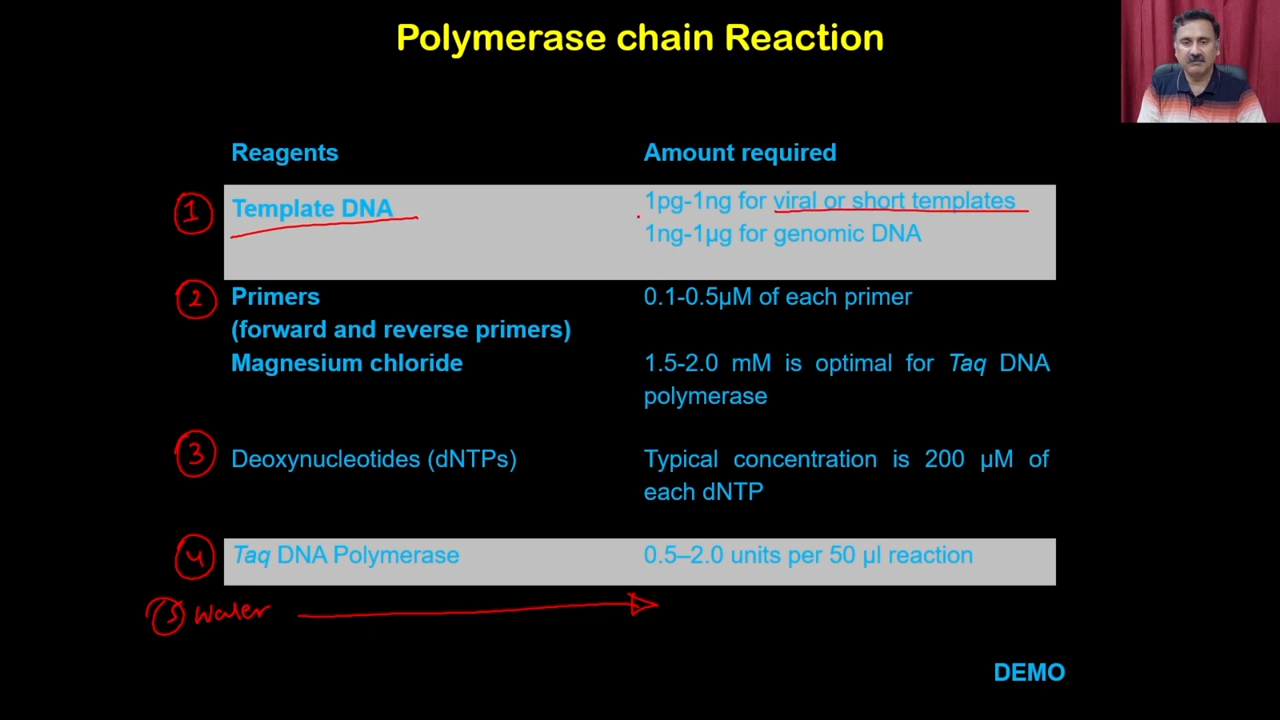 Polymerase chain Reaction
Reagents Amount required
① Template DNA 1pg-1ng for viral or short templates
1ng-1µg for genomic DNA
② Primers 0.1-0.5µM of each primer
(forward and reverse primers)
Magnesium chloride 1.5-2.0 mM is optimal for Taq DNA
polymerase
③ Deoxynucleotides (dNTPs) Typical concentration is 200 µM of
each dNTP
④ Taq DNA Polymerase 0.5–2.0 units per 50 µl reaction
⑤ Water
DEMO